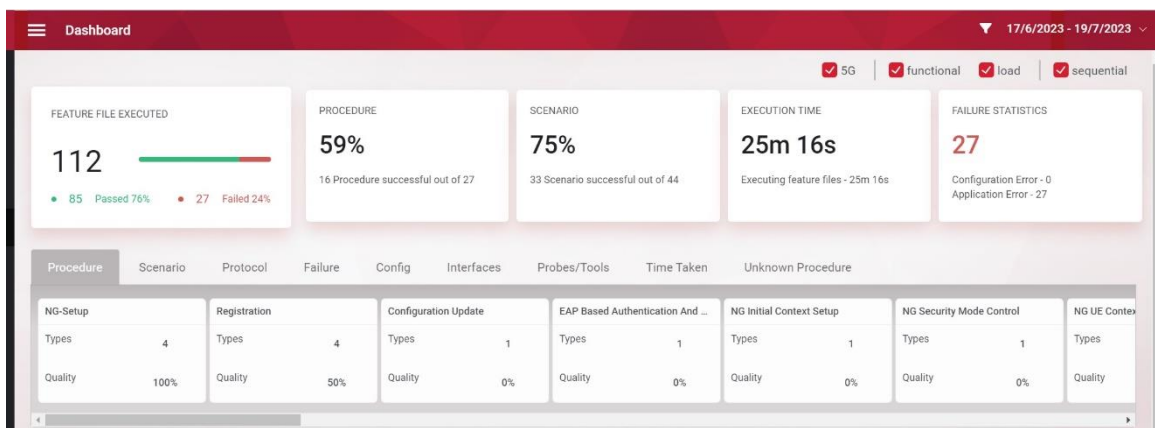 Dashboard
17/6/2023 - 19/7/2023
5G functional load sequential
FEATURE FILE EXECUTED
112
85 Passed 76% 27 Failed 24%
PROCEDURE
59%
16 Procedure successful out of 27
SCENARIO
75%
33 Scenario successful out of 44
EXECUTION TIME
25m 16s
Executing feature files - 25m 16s
FAILURE STATISTICS
27
Configuration Error - 0
Application Error - 27
Procedure Scenario Protocol Failure Config Interfaces Probes/Tools Time Taken Unknown Procedure
NG-Setup
Types 4
Quality 100%
Registration
Types 4
Quality 50%
Configuration Update
Types 1
Quality 0%
EAP Based Authentication And ...
Types 1
Quality 0%
NG Initial Context Setup
Types 1
Quality 0%
NG Security Mode Control
Types 1
Quality 0%
NG UE
Types
Quality